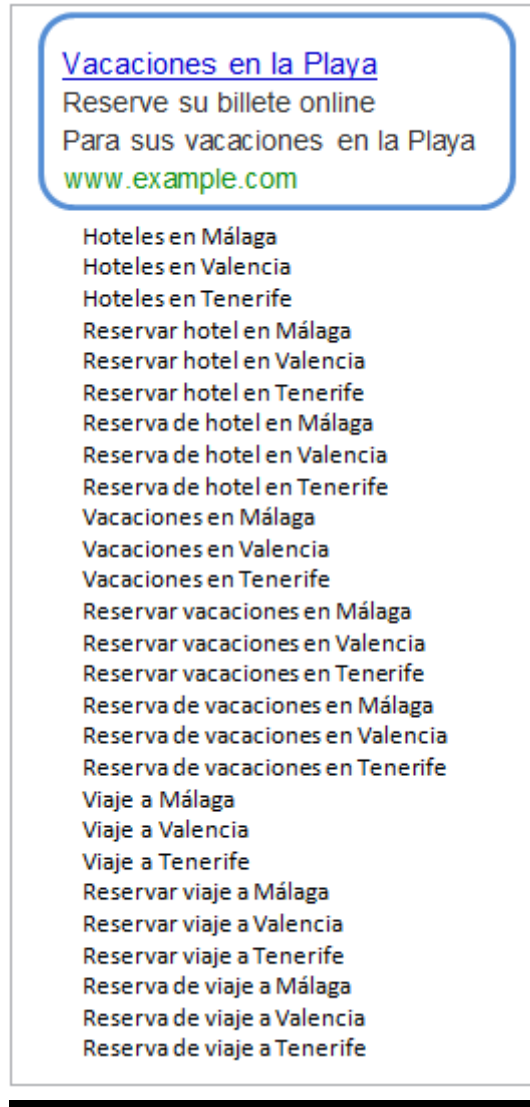 Vacaciones en la Playa
Reserve su billete online
Para sus vacaciones en la Playa
www.example.com
Hoteles en Málaga
Hoteles en Valencia
Hoteles en Tenerife
Reservar hotel en Málaga
Reservar hotel en Valencia
Reservar hotel en Tenerife
Reserva de hotel en Málaga
Reserva de hotel en Valencia
Reserva de hotel en Tenerife
Vacaciones en Málaga
Vacaciones en Valencia
Vacaciones en Tenerife
Reservar vacaciones en Málaga
Reservar vacaciones en Valencia
Reservar vacaciones en Tenerife
Reserva de vacaciones en Málaga
Reserva de vacaciones en Valencia
Reserva de vacaciones en Tenerife
Viaje a Málaga
Viaje a Valencia
Viaje a Tenerife
Reservar viaje a Málaga
Reservar viaje a Valencia
Reservar viaje a Tenerife
Reserva de viaje a Málaga
Reserva de viaje a Valencia
Reserva de viaje a Tenerife